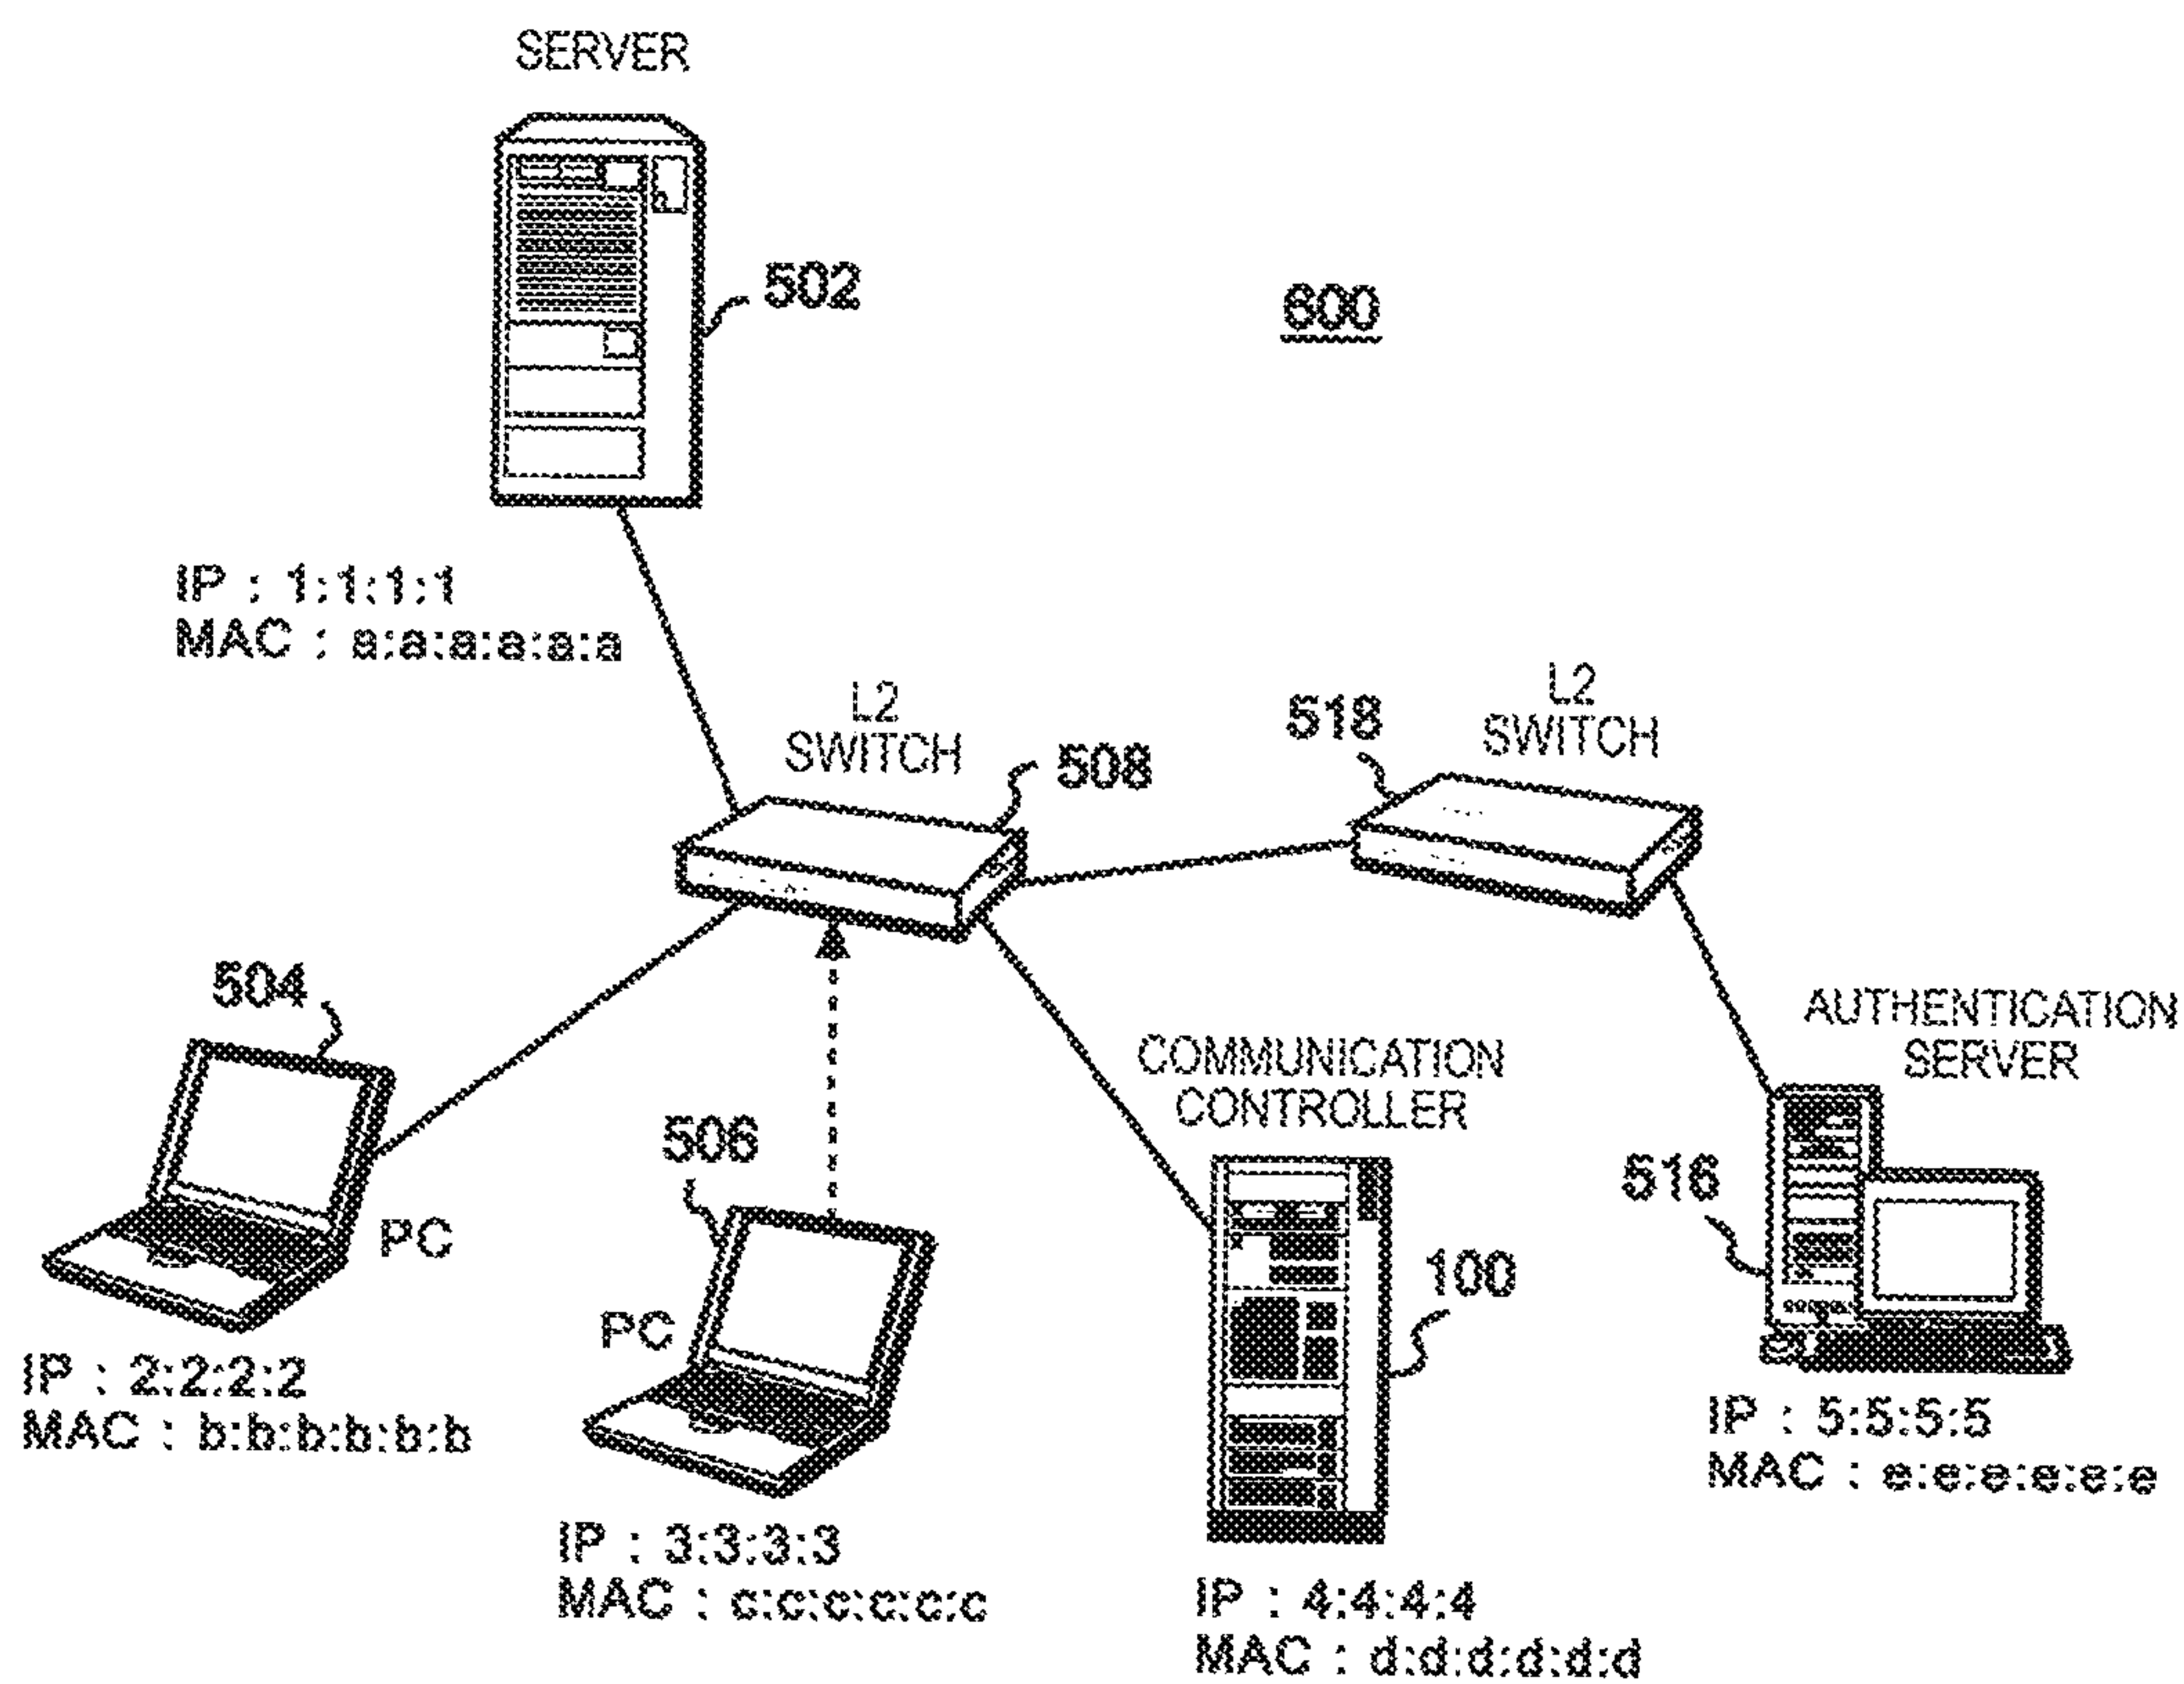 SERVER
502
600
IP : 1:1:1:1
MAC : a:a:a:a:a:a
L2
SWITCH
508
518
L2
SWITCH
504
PC
IP : 2:2:2:2
MAC : b:b:b:b:b:b
506
PC
IP : 3:3:3:3
MAC : c:c:c:c:c:c
COMMUNICATION
CONTROLLER
100
IP : 4:4:4:4
MAC : d:d:d:d:d:d
AUTHENTICATION
SERVER
516
IP : 5:5:5:5
MAC : e:e:e:e:e:e